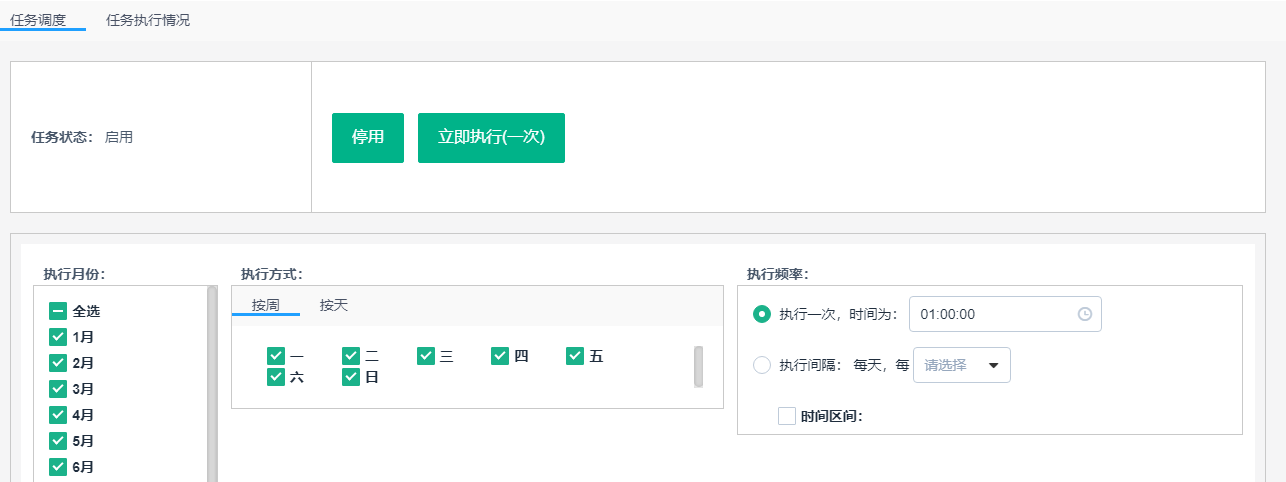 任务调度 任务执行情况
任务状态： 启用
停用 立即执行(一次)
执行月份：
全选
1月
2月
3月
4月
5月
6月
执行方式：
按周 按天
一 二 三 四 五
六 日
执行频率：
执行一次，时间为： 01:00:00
执行间隔： 每天，每 请选择
时间区间：